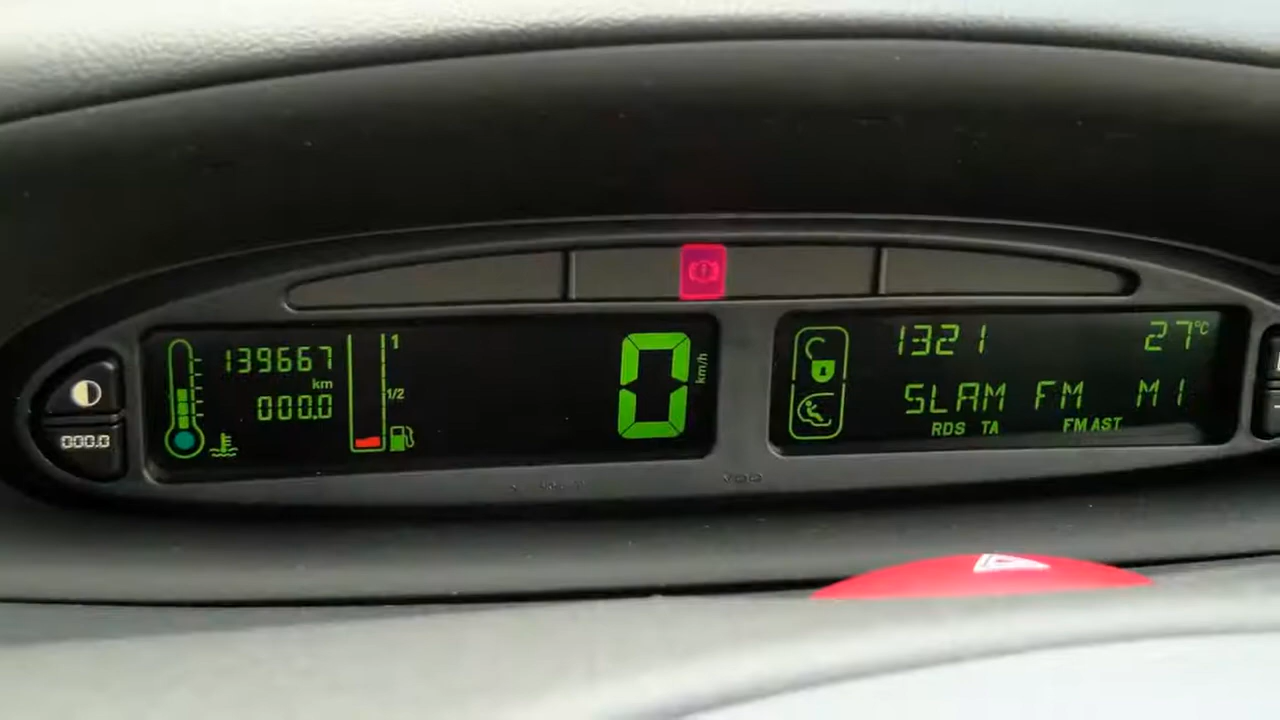 139667
km
000.0
000.0
1
1/2
0
km/h
1321 27°C
SLAM FM M1
RDS TA FM AST
VDO